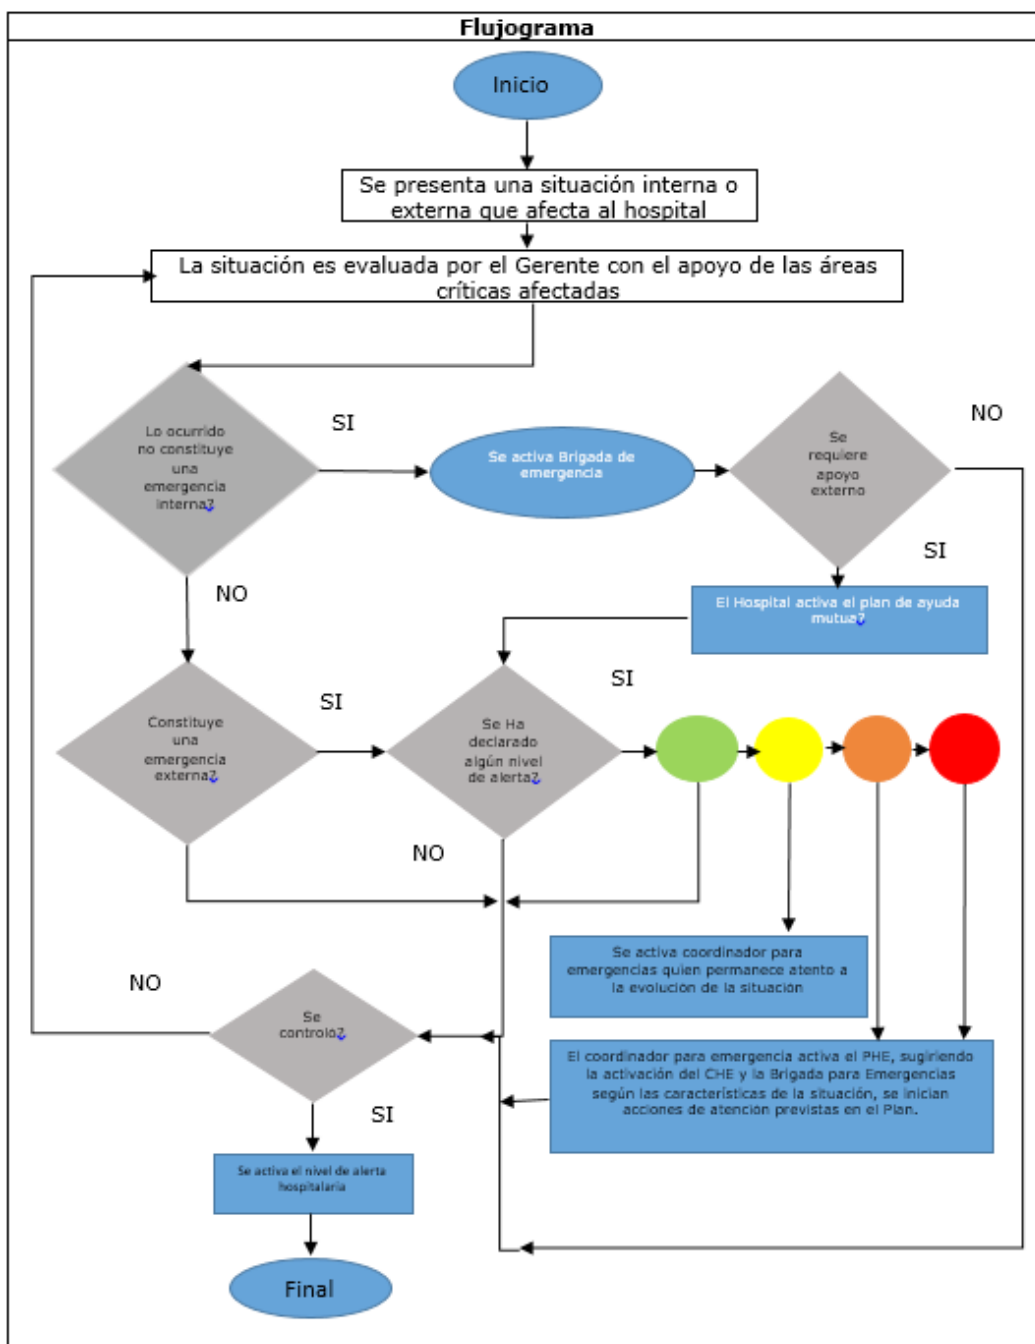 Flujograma
Inicio
Se presenta una situación interna o
externa que afecta al hospital
La situación es evaluada por el Gerente con el apoyo de las áreas
críticas afectadas
Lo ocurrido
no constituye
una
emergencia
interna?
SI
Se activa Brigada de
emergencia
Se
requiere
apoyo
externo
NO
SI
El Hospital activa el plan de ayuda
mutua?
NO
Constituye
una
emergencia
externa?
SI
Se Ha
declarado
algún nivel
de alerta?
SI
NO
Se activa coordinador para
emergencias quien permanece atento a
la evolución de la situación
NO
Se
controló?
El coordinador para emergencia activa el PHE, sugiriendo
la activación del CHE y la Brigada para Emergencias
según las características de la situación, se inician
acciones de atención previstas en el Plan.
SI
Se activa el nivel de alerta
hospitalaria
Final